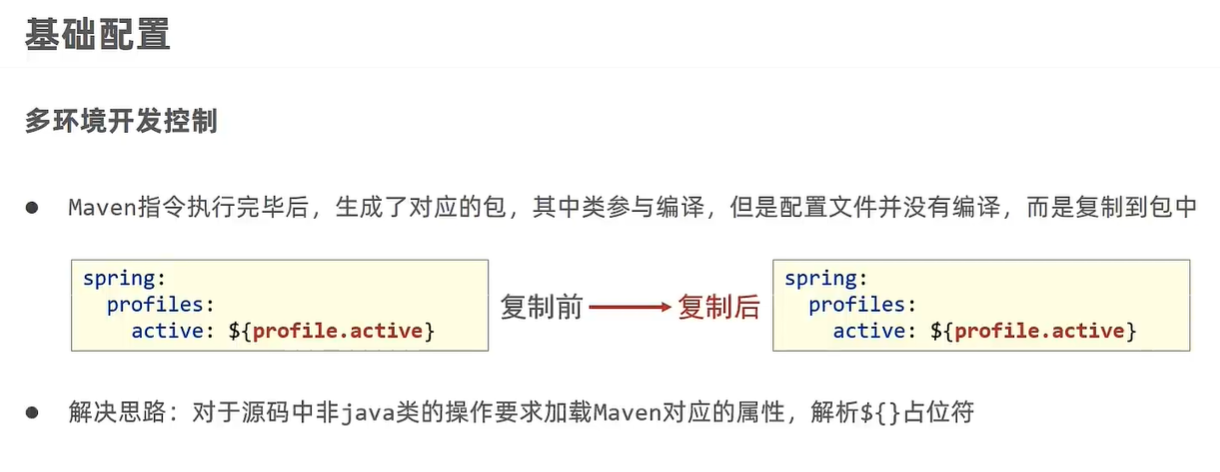 基础配置
多环境开发控制
● Maven指令执行完毕后，生成了对应的包，其中类参与编译，但是配置文件并没有编译，而是复制到包中
spring:
  profiles:
    active: ${profile.active}
复制前
复制后
spring:
  profiles:
    active: ${profile.active}
● 解决思路：对于源码中非java类的操作要求加载Maven对应的属性，解析${}占位符